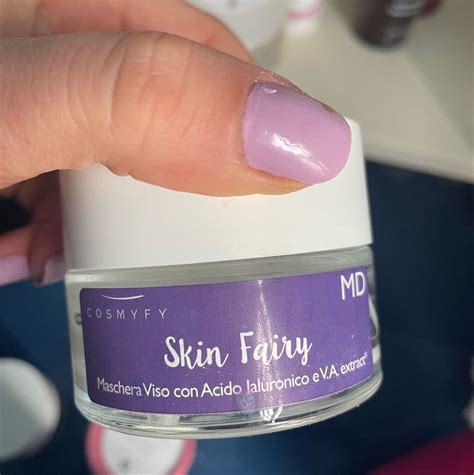 MD
COSMYFY
Skin Fairy
Maschera Viso con Acido Ialuronico e V.A. extract®